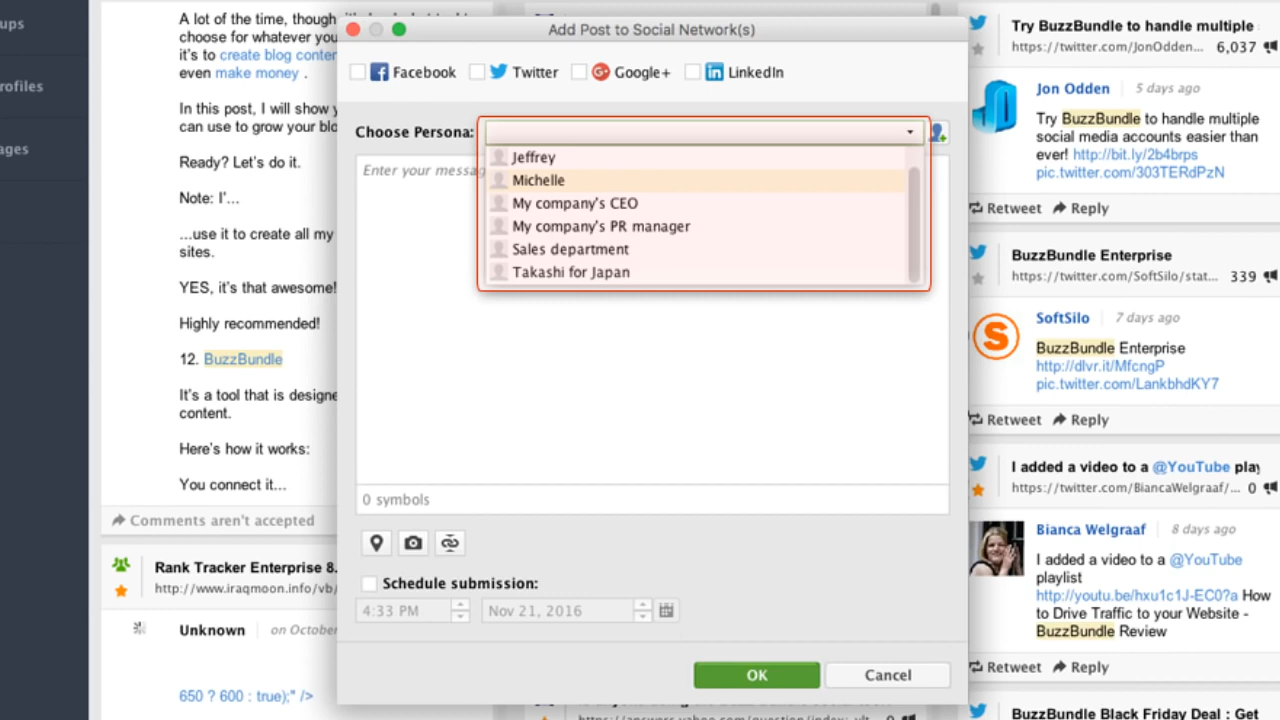 ups
rofiles
ages
A lot of the time, though
choose for whatever you
it's to create blog conten
even make money .
In this post, I will show y
can use to grow your blo
Ready? Let's do it.
Note: I'...
...use it to create all my
sites.
YES, it's that awesome!
Highly recommended!
12. BuzzBundle
It's a tool that is designe
content.
Here's how it works:
You connect it...
Comments aren't accepted
Rank Tracker Enterprise 8.
http://www.iraqmoon.info/vb/
Unknown on October
650 ? 600 : true);" />
Add Post to Social Network(s)
Facebook Twitter Google+ LinkedIn
Choose Persona:
Enter your messag
Jeffrey
Michelle
My company's CEO
My company's PR manager
Sales department
Takashi for Japan
0 symbols
Schedule submission:
4:33 PM Nov 21, 2016
OK Cancel
Try BuzzBundle to handle multiple
https://twitter.com/JonOdden... 6,037
Jon Odden 5 days ago
Try BuzzBundle to handle multiple
social media accounts easier than
ever! http://bit.ly/2b4brps
pic.twitter.com/303TERdPzN
Retweet Reply
BuzzBundle Enterprise
https://twitter.com/SoftSilo/stat... 339
SoftSilo 7 days ago
BuzzBundle Enterprise
http://dlvr.it/MfcngP
pic.twitter.com/LankbhdKY7
Retweet Reply
I added a video to a @YouTube play
https://twitter.com/BiancaWelgraaf/... 0
Bianca Welgraaf 8 days ago
I added a video to a @YouTube
playlist
http://youtu.be/hxu1c1J-EC0?a How
to Drive Traffic to your Website -
BuzzBundle Review
Retweet Reply
BuzzBundle Black Friday Deal : Get